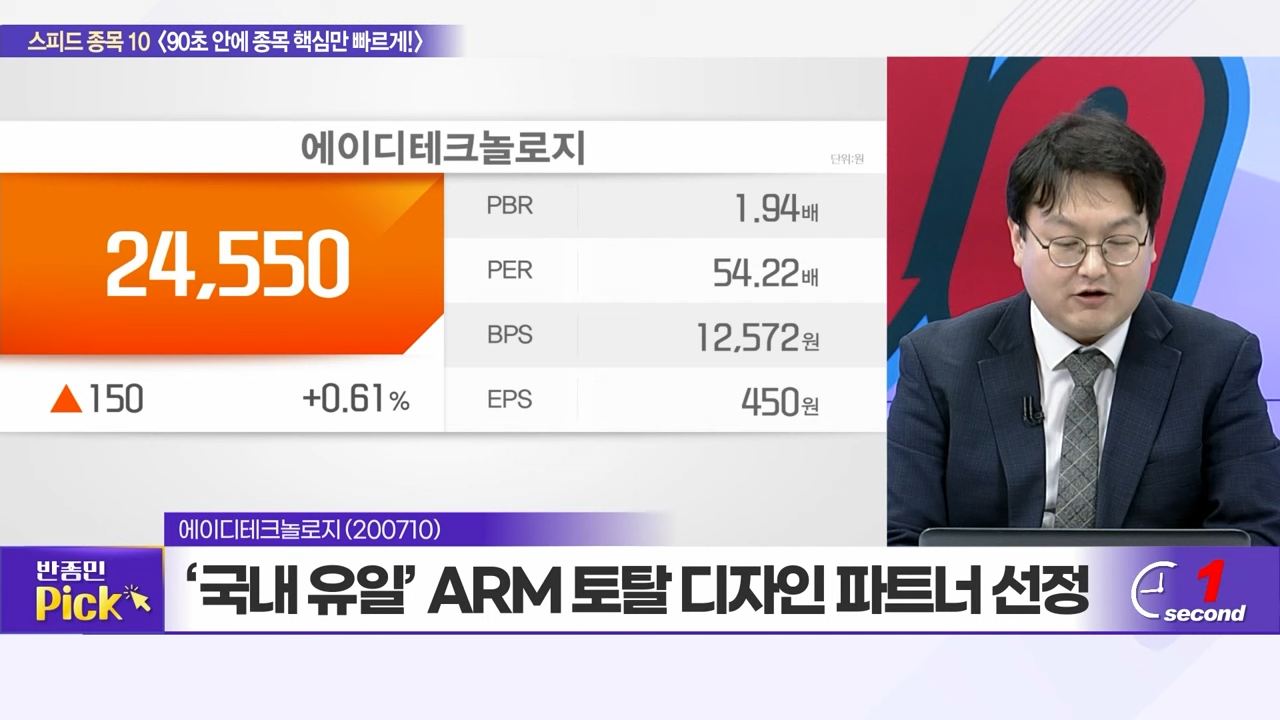 스피드 종목 10 〈90초 안에 종목 핵심만 빠르게!〉
에이디테크놀로지
단위:원
24,550
▲150 +0.61%
PBR 1.94배
PER 54.22배
BPS 12,572원
EPS 450원
에이디테크놀로지(200710)
반종민
Pick
‘국내 유일’ ARM 토탈 디자인 파트너 선정
1
second